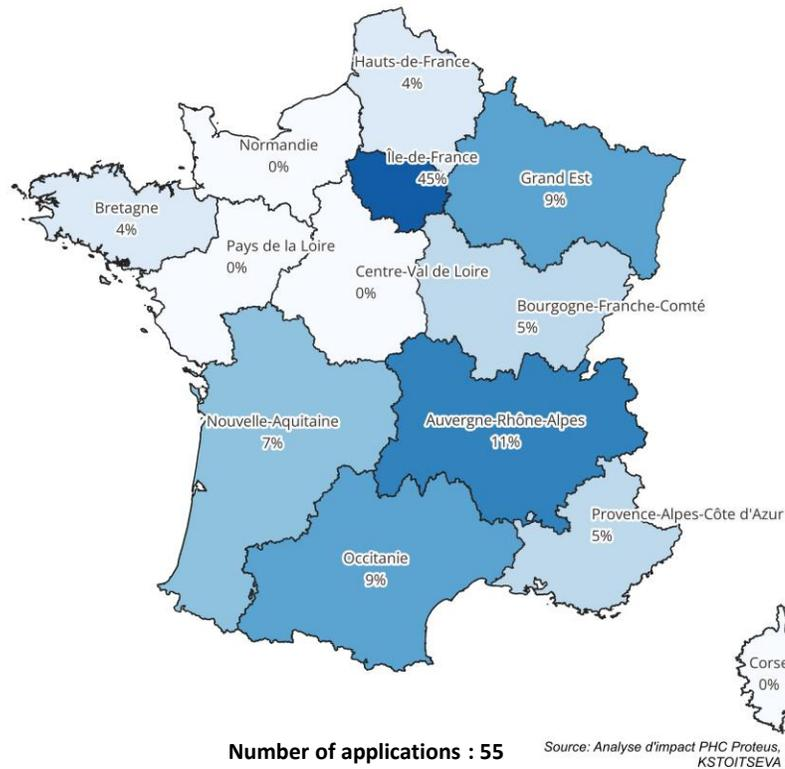 Hauts-de-France
4%
Normandie
0%
Île-de-France
45%
Grand Est
9%
Bretagne
4%
Pays de la Loire
0%
Centre-Val de Loire
0%
Bourgogne-Franche-Comté
5%
Nouvelle-Aquitaine
7%
Auvergne-Rhône-Alpes
11%
Provence-Alpes-Côte d'Azur
5%
Occitanie
9%
Corse
0%
Number of applications : 55
Source: Analyse d'impact PHC Proteus,
KSTOITSEVA